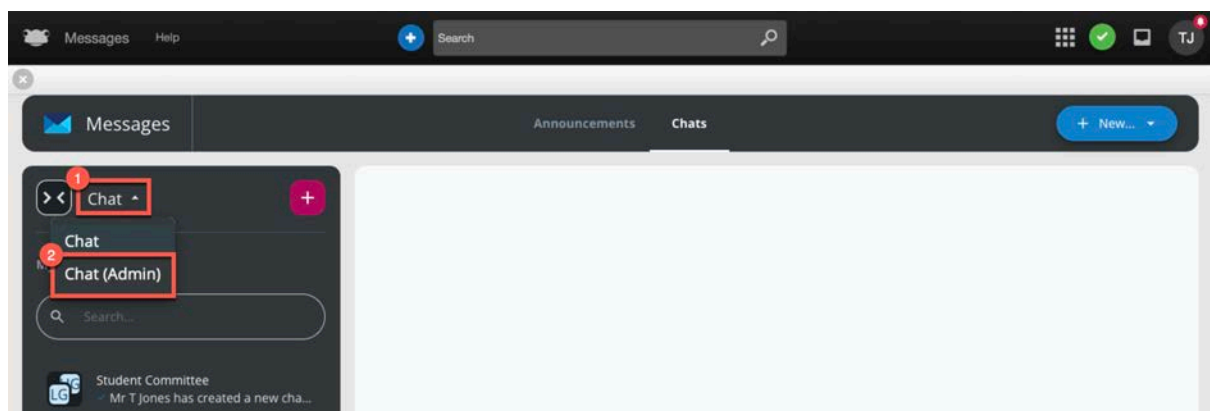 Messages Help Search TJ
Messages Announcements Chats + New...
1
Chat +
Chat
2
Chat (Admin)
Search...
Student Committee
LG Mr T Jones has created a new cha...